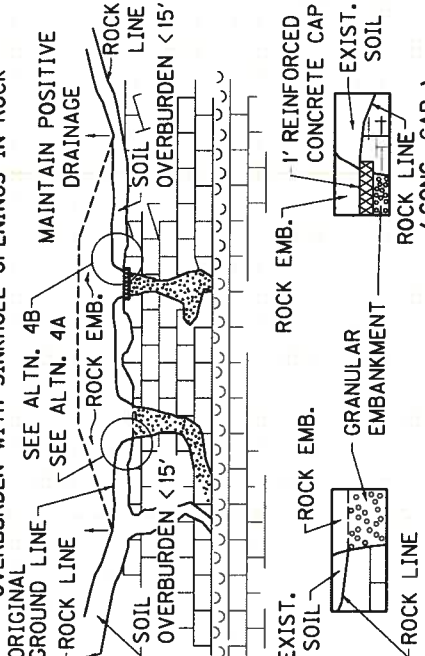 OVERBURDEN WITH SINKHOLE OPENINGS IN ROCK
ORIGINAL
GROUND LINE
ROCK LINE
SEE ALTN. 4B
SEE ALTN. 4A
ROCK EMB.
MAINTAIN POSITIVE
DRAINAGE
ROCK
LINE
SOIL
OVERBURDEN <15'
SOIL
OVERBURDEN <15'
EXIST.
SOIL
ROCK EMB.
GRANULAR
EMBANKMENT
ROCK LINE
ROCK EMB.
1' REINFORCED
CONCRETE CAP
EXIST.
SOIL
ROCK LINE
(CONC. CAP)